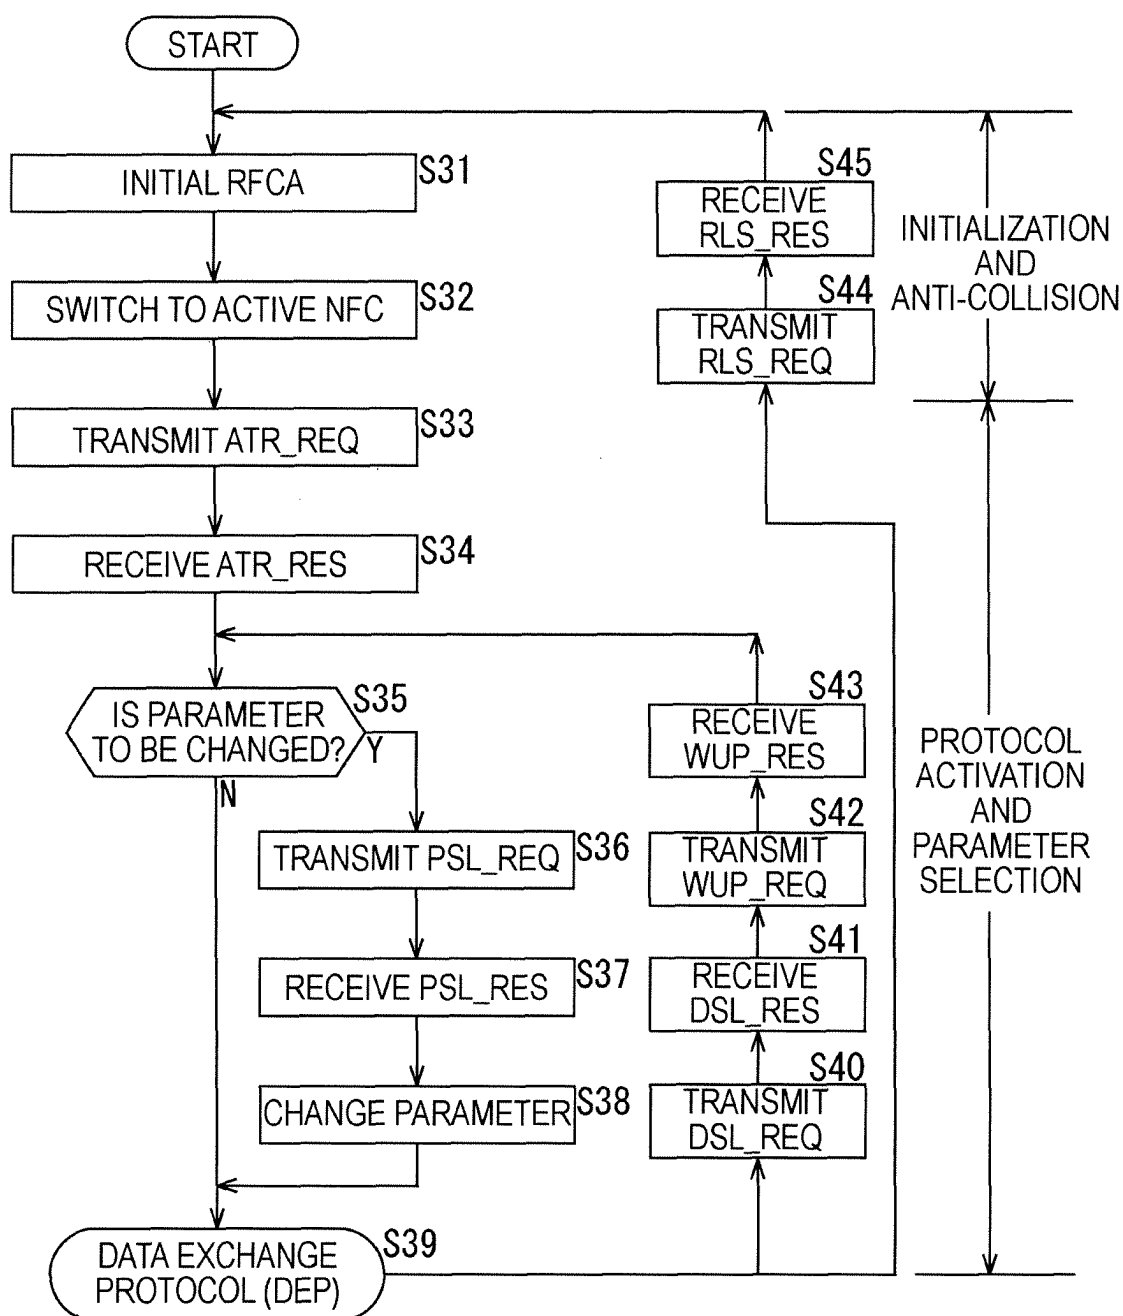 START
INITIAL RFCA
S31
SWITCH TO ACTIVE NFC
S32
TRANSMIT ATR_REQ
S33
RECEIVE ATR_RES
S34
IS PARAMETER
TO BE CHANGED?
S35
Y
N
TRANSMIT PSL_REQ
S36
RECEIVE PSL_RES
S37
CHANGE PARAMETER
S38
DATA EXCHANGE
PROTOCOL (DEP)
S39
S45
RECEIVE
RLS_RES
S44
TRANSMIT
RLS_REQ
S43
RECEIVE
WUP_RES
S42
TRANSMIT
WUP_REQ
S41
RECEIVE
DSL_RES
S40
TRANSMIT
DSL_REQ
INITIALIZATION
AND
ANTI-COLLISION
PROTOCOL
ACTIVATION
AND
PARAMETER
SELECTION